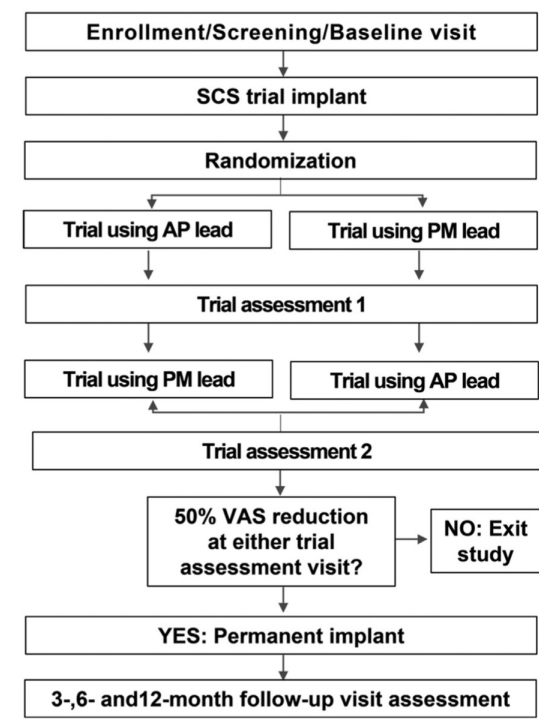 Enrollment/Screening/Baseline visit
SCS trial implant
Randomization
Trial using AP lead
Trial using PM lead
Trial assessment 1
Trial using PM lead
Trial using AP lead
Trial assessment 2
50% VAS reduction
at either trial
assessment visit?
NO: Exit
study
YES: Permanent implant
3-,6- and12-month follow-up visit assessment